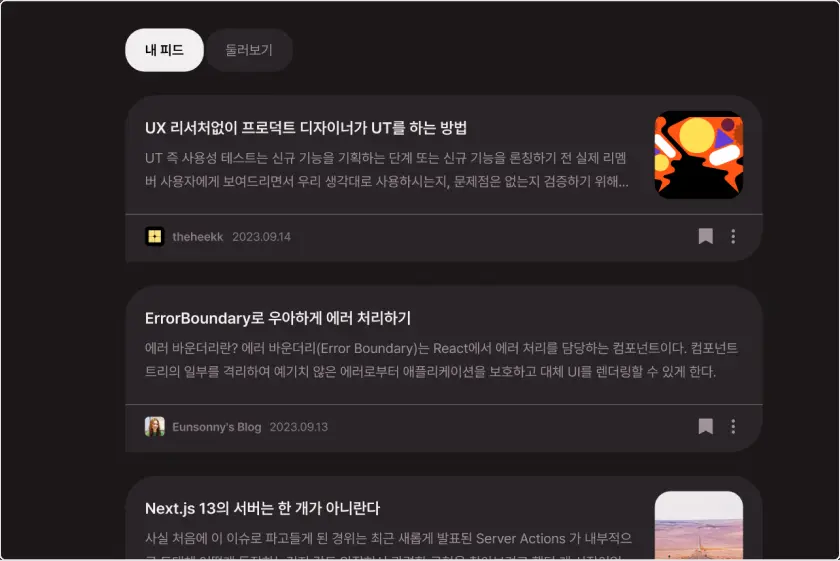 내 피드
둘러보기
UX 리서처없이 프로덕트 디자이너가 UT를 하는 방법
UT 즉 사용성 테스트는 신규 기능을 기획하는 단계 또는 신규 기능을 론칭하기 전 실제 리멤
버 사용자에게 보여드리면서 우리 생각대로 사용하시는지, 문제점은 없는지 검증하기 위해...
theheekk 2023.09.14
ErrorBoundary로 우아하게 에러 처리하기
에러 바운더리란? 에러 바운더리(Error Boundary)는 React에서 에러 처리를 담당하는 컴포넌트이다. 컴포넌트
트리의 일부를 격리하여 예기치 않은 에러로부터 애플리케이션을 보호하고 대체 UI를 렌더링할 수 있게 한다.
Eunsonny's Blog 2023.09.13
Next.js 13의 서버는 한 개가 아니란다
사실 처음에 이 이슈로 파고들게 된 경위는 최근 새롭게 발표된 Server Actions 가 내부적으